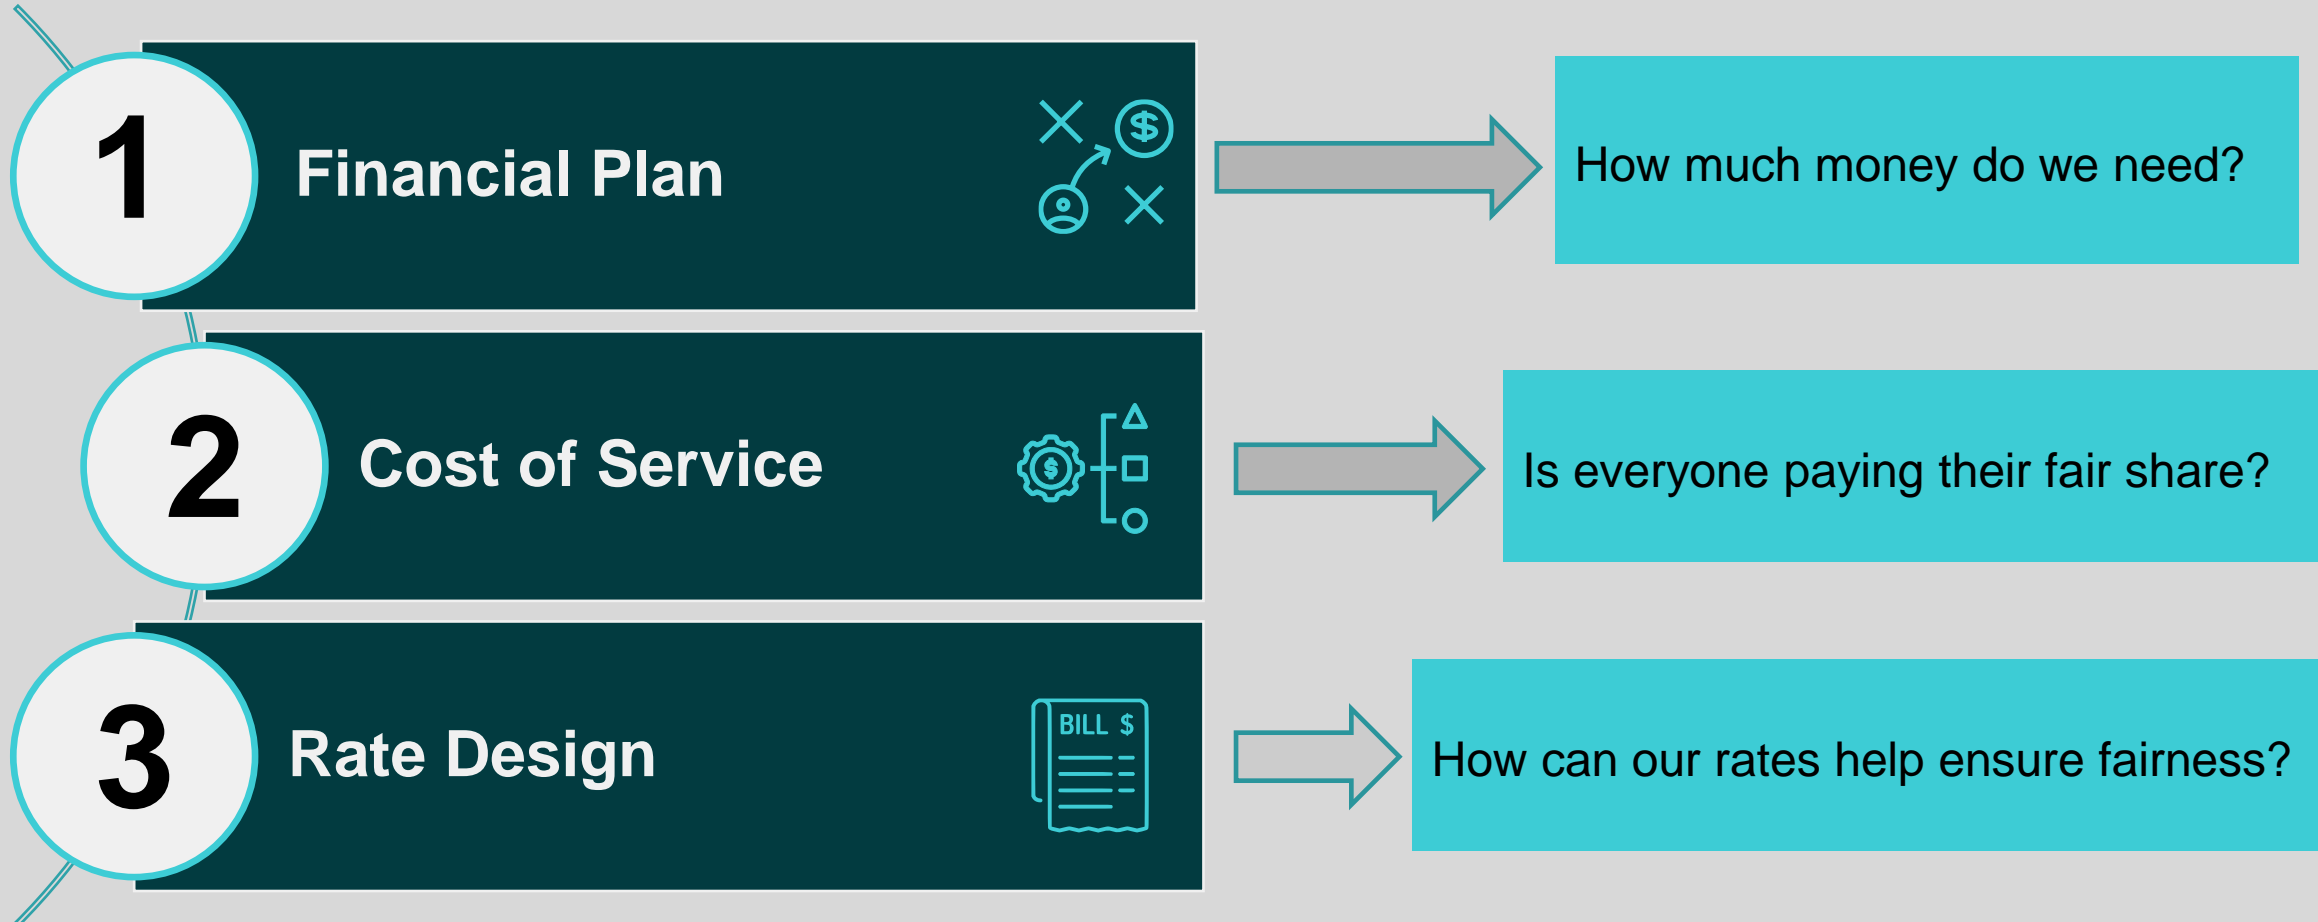 1
Financial Plan
$
How much money do we need?
2
Cost of Service
$
Is everyone paying their fair share?
3
Rate Design
BILL $
How can our rates help ensure fairness?